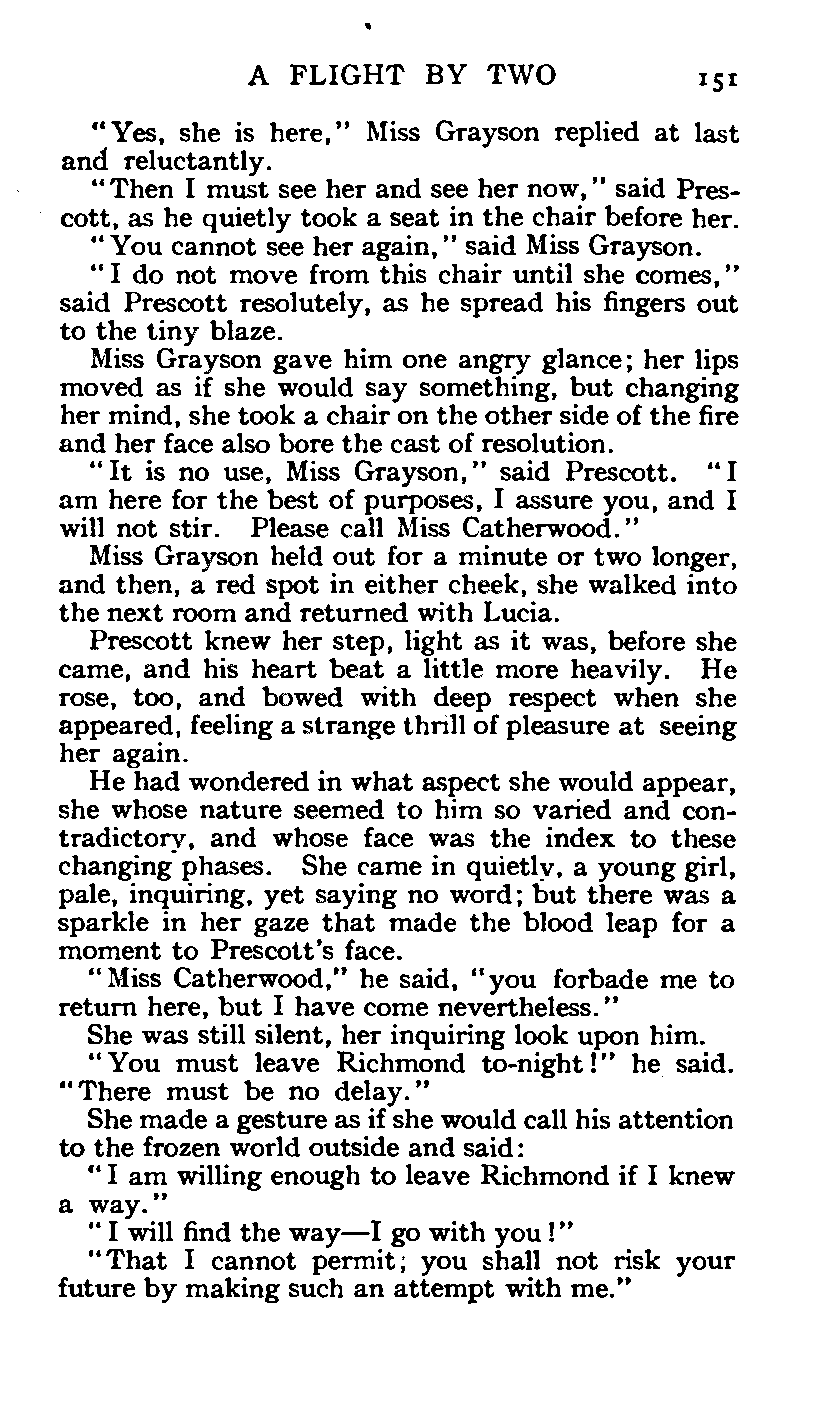 A FLIGHT BY TWO 151
"Yes, she is here," Miss Grayson replied at last
and reluctantly.
"Then I must see her and see her now," said Pres-
cott, as he quietly took a seat in the chair before her.
"You cannot see her again," said Miss Grayson.
"I do not move from this chair until she comes,"
said Prescott resolutely, as he spread his fingers out
to the tiny blaze.
Miss Grayson gave him one angry glance; her lips
moved as if she would say something, but changing
her mind, she took a chair on the other side of the fire
and her face also bore the cast of resolution.
"It is no use, Miss Grayson," said Prescott. "I
am here for the best of purposes, I assure you, and I
will not stir. Please call Miss Catherwood."
Miss Grayson held out for a minute or two longer,
and then, a red spot in either cheek, she walked into
the next room and returned with Lucia.
Prescott knew her step, light as it was, before she
came, and his heart beat a little more heavily. He
rose, too, and bowed with deep respect when she
appeared, feeling a strange thrill of pleasure at seeing
her again.
He had wondered in what aspect she would appear,
she whose nature seemed to him so varied and con-
tradictory, and whose face was the index to these
changing phases. She came in quietly, a young girl,
pale, inquiring, yet saying no word; but there was a
sparkle in her gaze that made the blood leap for a
moment to Prescott's face.
"Miss Catherwood," he said, "you forbade me to
return here, but I have come nevertheless."
She was still silent, her inquiring look upon him.
"You must leave Richmond to-night!" he said.
"There must be no delay."
She made a gesture as if she would call his attention
to the frozen world outside and said:
"I am willing enough to leave Richmond if I knew
a way."
"I will find the way—I go with you!"
"That I cannot permit; you shall not risk your
future by making such an attempt with me."